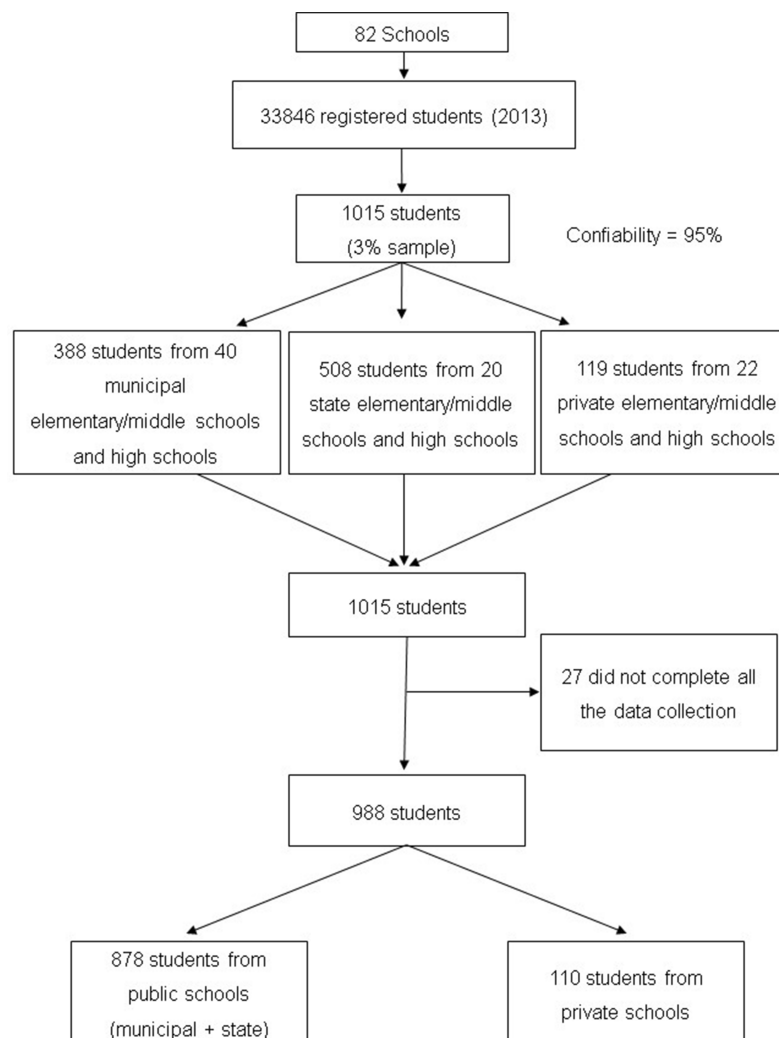 82 Schools
33846 registered students (2013)
1015 students
(3% sample)
Confiability = 95%
388 students from 40
municipal
elementary/middle schools
and high schools
508 students from 20
state elementary/middle
schools and high schools
119 students from 22
private elementary/middle
schools and high schools
1015 students
27 did not complete all
the data collection
988 students
878 students from
public schools
(municipal + state)
110 students from
private schools